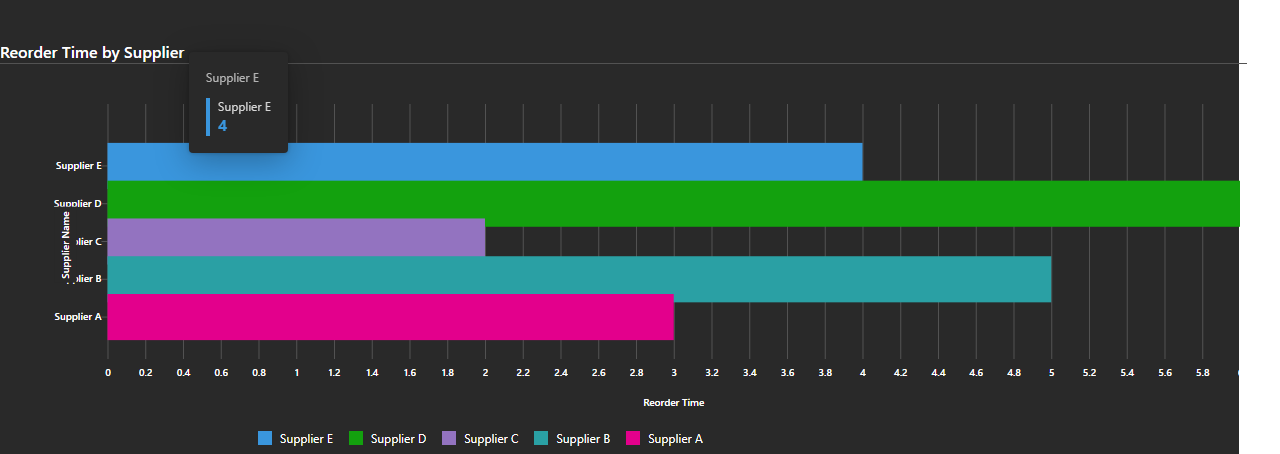 Reorder Time by Supplier
Supplier E
Supplier E
4
Supplier E
Supplier D
Supplier Name
Supplier A
0 0.2 0.4 0.6 0.8 1 1.2 1.4 1.6 1.8 2 2.2 2.4 2.6 2.8 3 3.2 3.4 3.6 3.8 4 4.2 4.4 4.6 4.8 5 5.2 5.4 5.6 5.8
Reorder Time
Supplier E Supplier D Supplier C Supplier B Supplier A